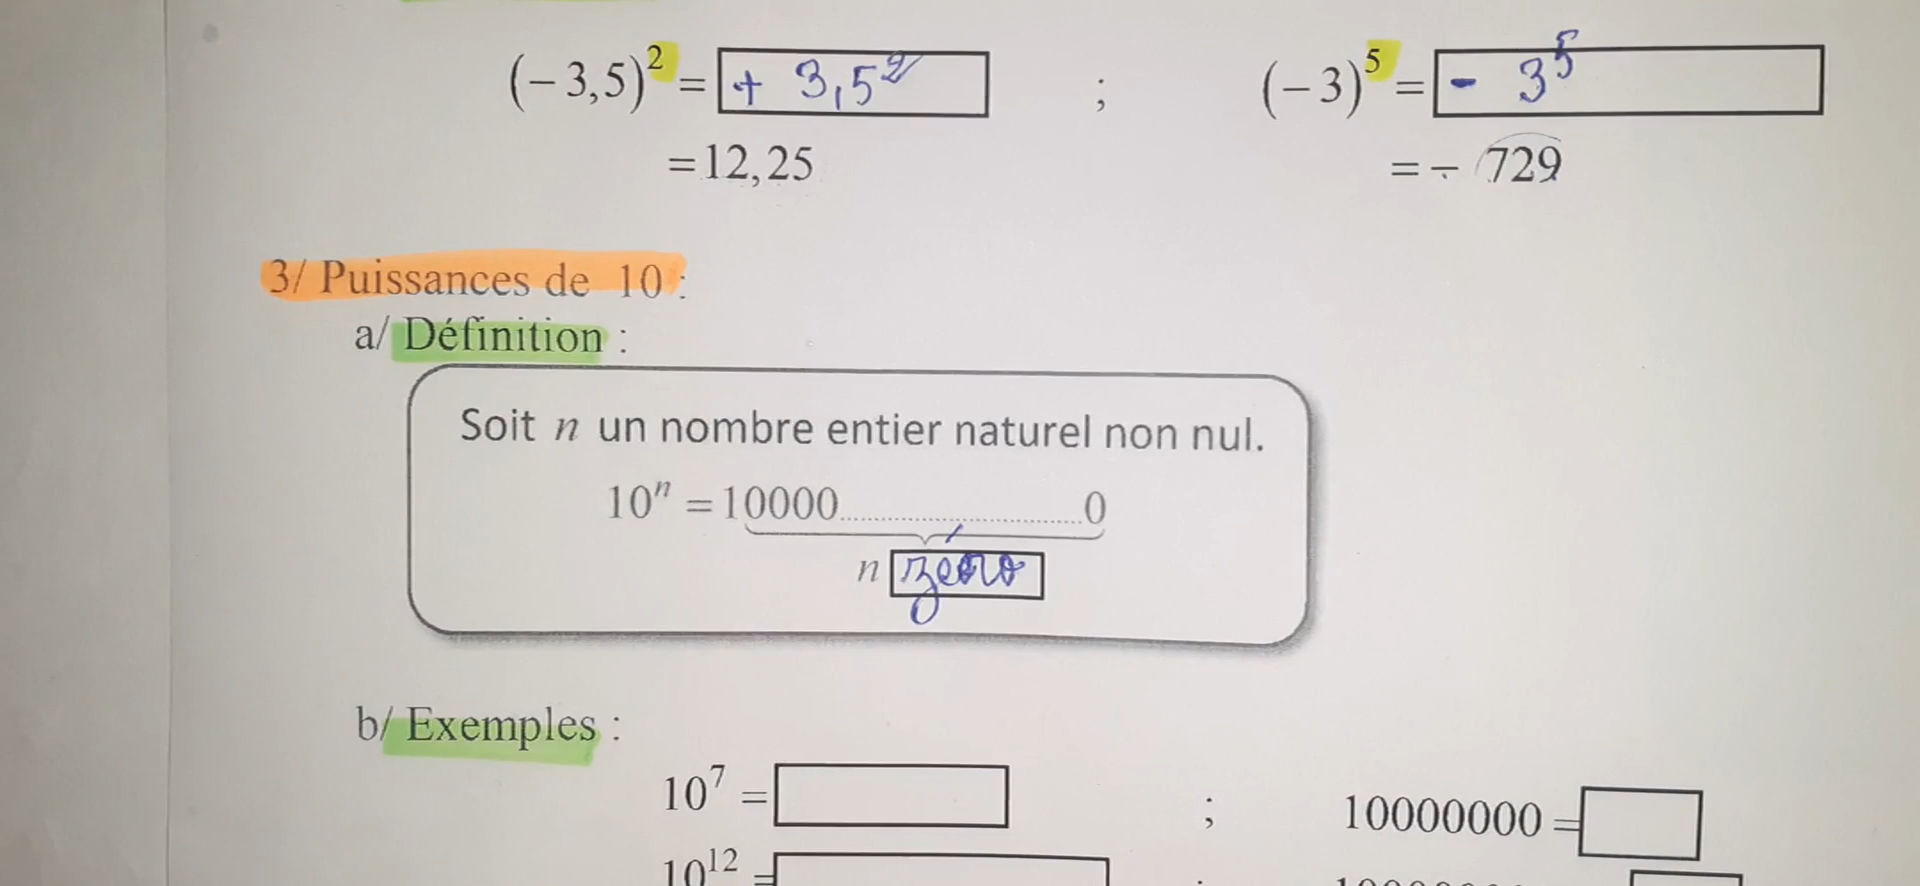 (−3,5)² = + 3,5² ; (−3)⁵ = - 3⁵
=12,25 =− 729
3/ Puissances de 10 :
a/ Définition :
Soit n un nombre entier naturel non nul.
10ⁿ =10000..............................0
n zéro
b/ Exemples :
10⁷ = ; 10000000 =
10¹² =